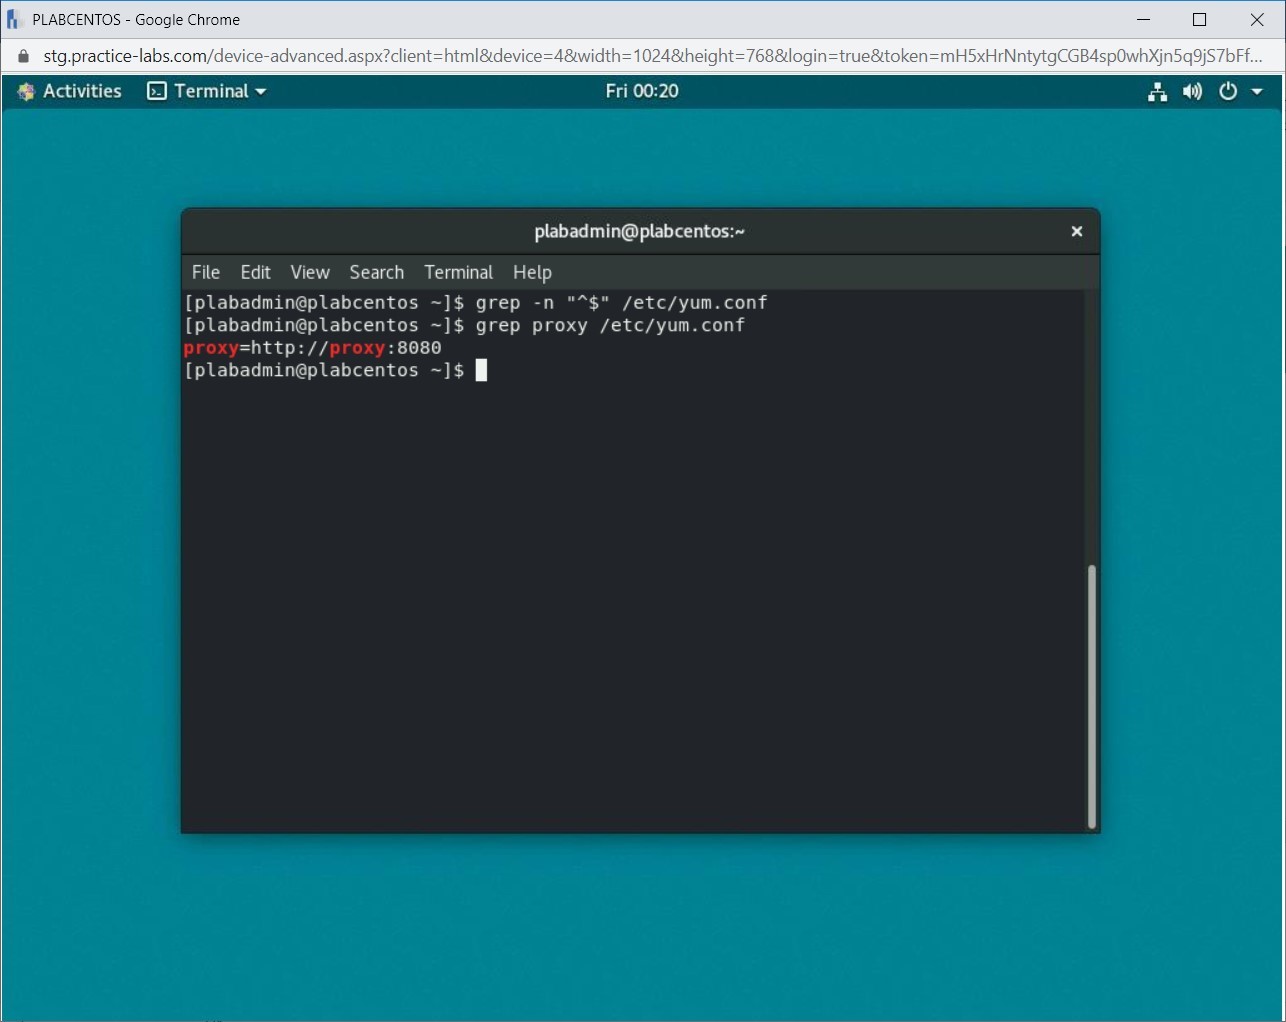 PLABCENTOS - Google Chrome
stg.practice-labs.com/device-advanced.aspx?client=html&device=4&width=1024&height=768&login=true&token=mH5xHrNntytgCGB4sp0whXjn5q9jS7bFf...
Activities Terminal Fri 00:20
plabadmin@plabcentos:~
File Edit View Search Terminal Help
[plabadmin@plabcentos ~]$ grep -n "^$" /etc/yum.conf
[plabadmin@plabcentos ~]$ grep proxy /etc/yum.conf
proxy=http://proxy:8080
[plabadmin@plabcentos ~]$